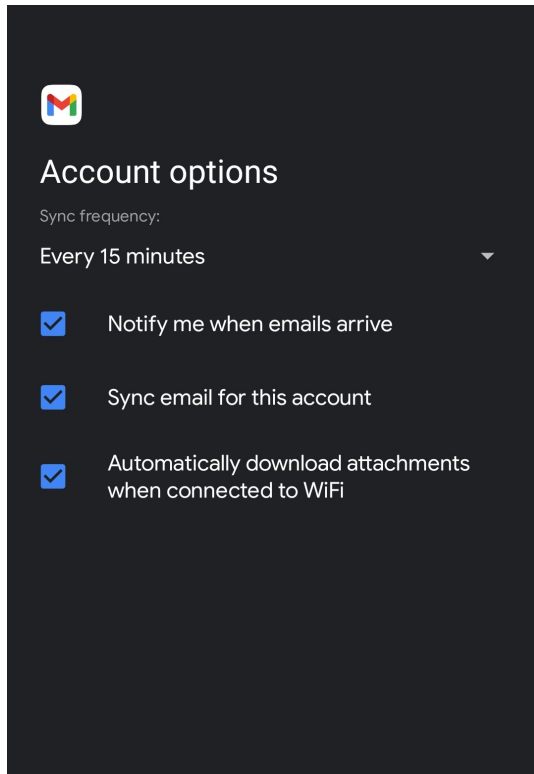 Account options
Sync frequency:
Every 15 minutes
Notify me when emails arrive
Sync email for this account
Automatically download attachments
when connected to WiFi